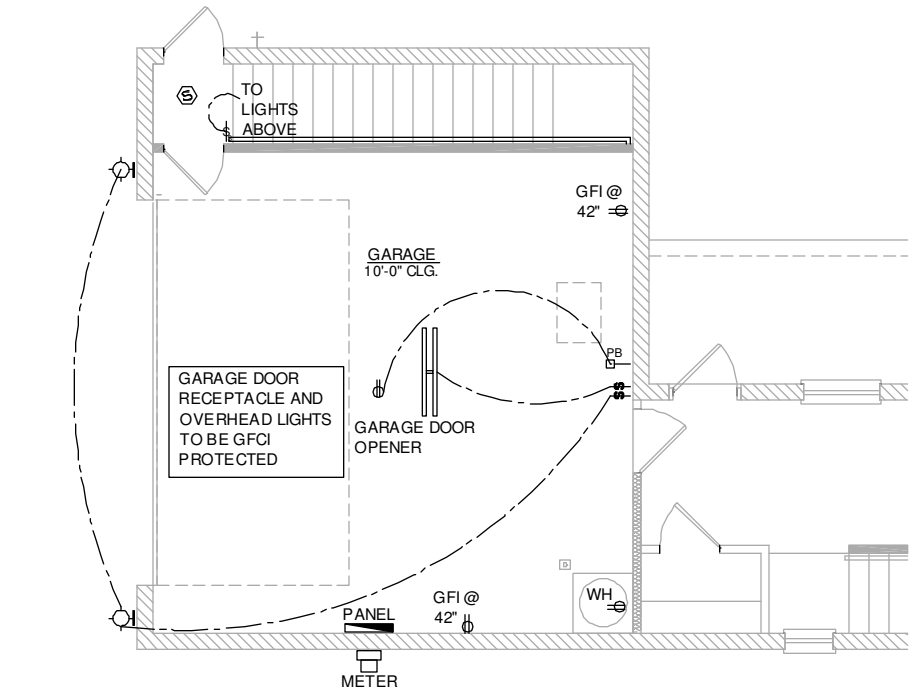 TO
LIGHTS
ABOVE
S
GFI @
42"
GARAGE
10'-0" CLG.
PB
S S
GARAGE DOOR
RECEPTACLE AND
OVERHEAD LIGHTS
TO BE GFCI
PROTECTED
GARAGE DOOR
OPENER
GFI @
42"
WH
PANEL
METER